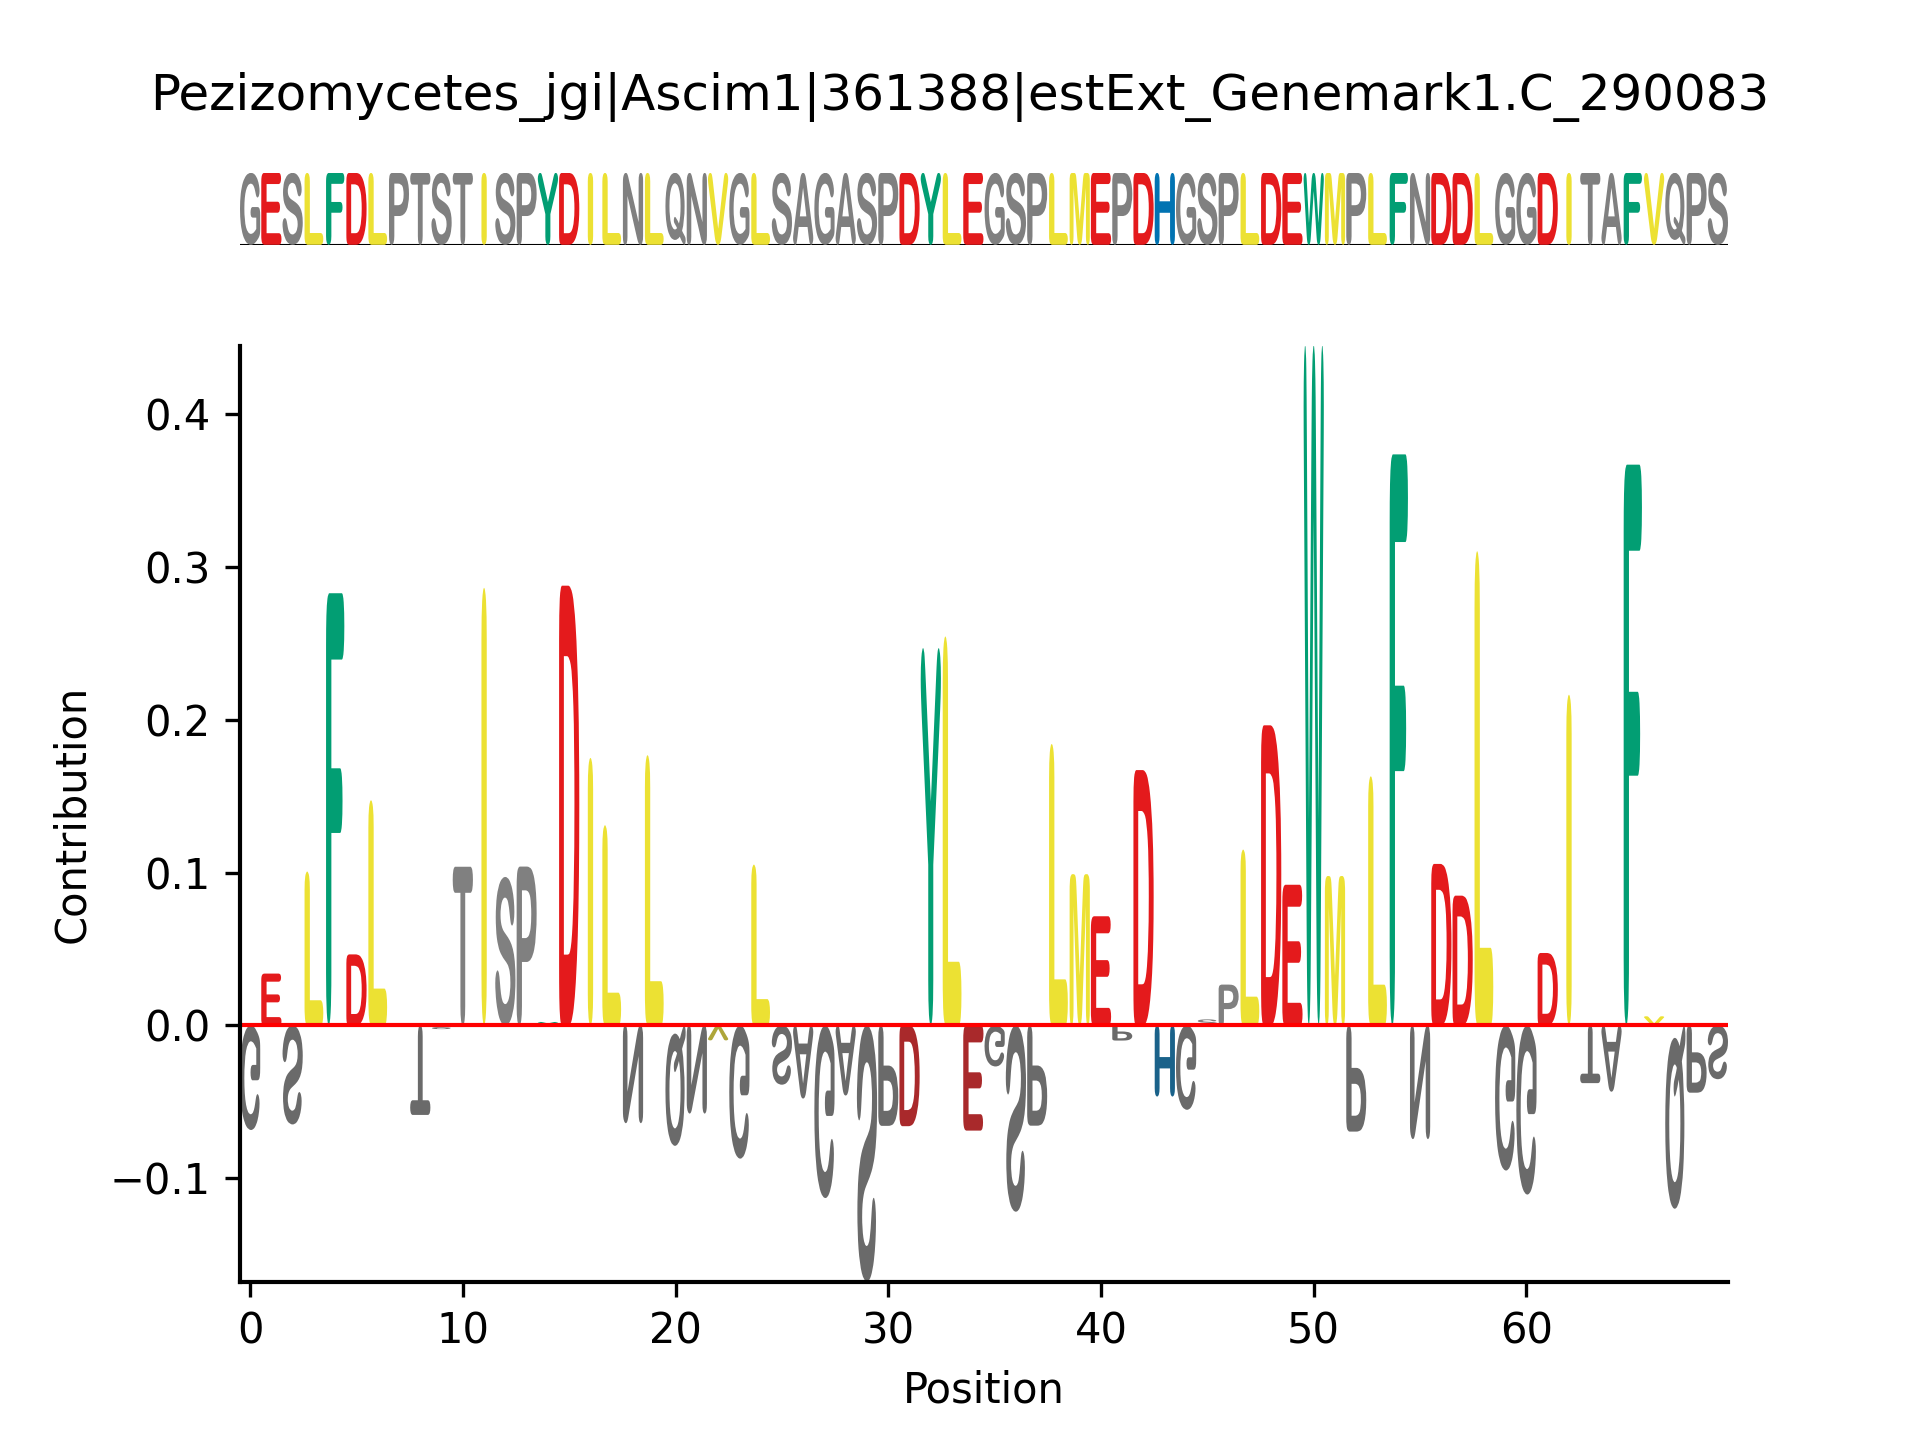 Pezizomycetes_jgi|Ascim1|361388|estExt_Genemark1.C_290083
GESLFDLPTSTISPYDILNLQNVGLSAGASPDYLEGSPLMEPDHGSPLDEWMPLFNDDLGGDITAFVQPS
0.4
0.3
0.2
0.1
0.0
−0.1
Contribution
0 10 20 30 40 50 60
Position